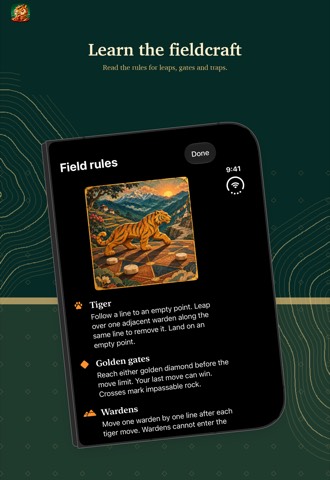 Learn the fieldcraft
Read the rules for leaps, gates and traps.
Field rules
Done
9:41
Tiger
Follow a line to an empty point. Leap
over one adjacent warden along the
same line to remove it. Land on an
empty point.
Golden gates
Reach either golden diamond before the
move limit. Your last move can win.
Crosses mark impassable rock.
Wardens
Move one warden by one line after each
tiger move. Wardens cannot enter the